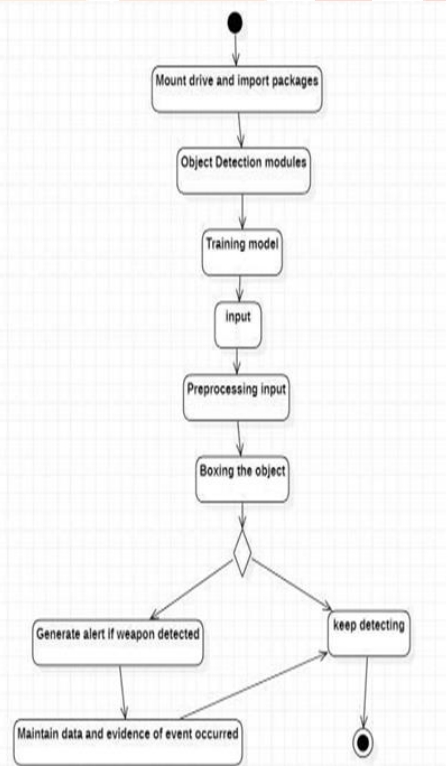 Mount drive and import packages
Object Detection modules
Training model
input
Preprocessing input
Boxing the object
Generate alert if weapon detected
keep detecting
Maintain data and evidence of event occurred